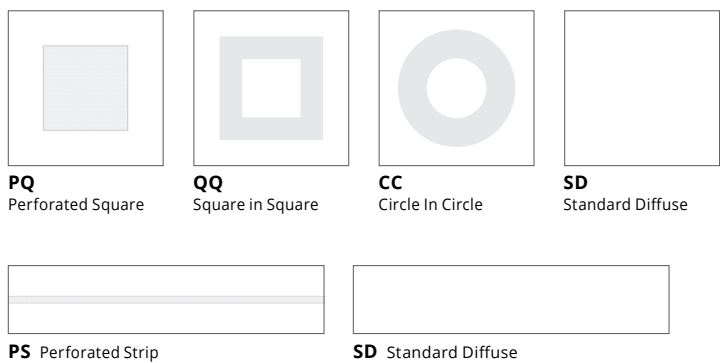 PQ
Perforated Square
QQ
Square in Square
CC
Circle In Circle
SD
Standard Diffuse
PS Perforated Strip
SD Standard Diffuse